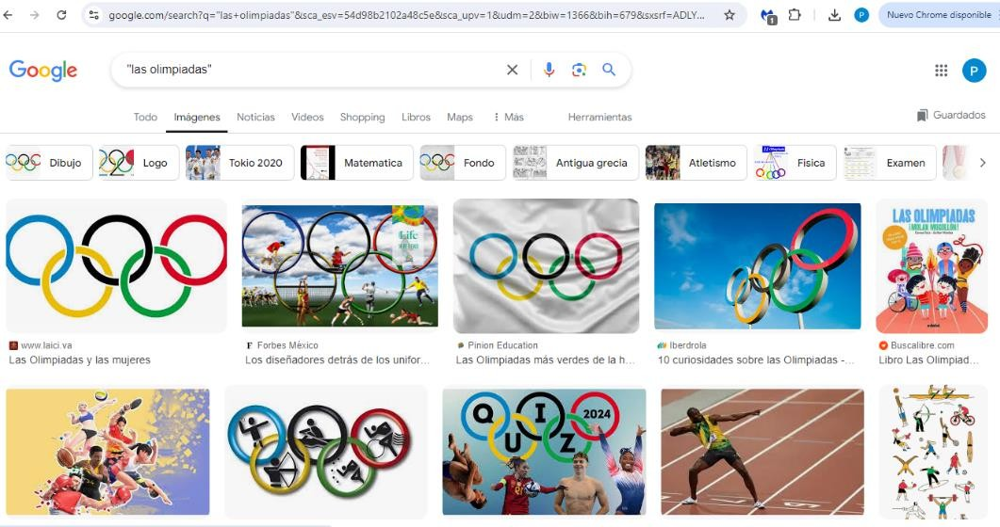 google.com/search?q="las+olimpiadas"&sca_esv=54d98b2102a48c5e&sca_upv=1&udm=2&biw=1366&bih=679&sxsrf=ADLY...
1
P
Nuevo Chrome disponible
Google
"las olimpiadas"
P
Todo
Imágenes
Noticias
Videos
Shopping
Libros
Maps
Más
Herramientas
Guardados
Dibujo
Logo
Tokio 2020
Matematica
Fondo
Antigua grecia
Atletismo
Fisica
Examen
Life
LAS OLIMPIADAS
¡MOLAN MOGOLLÓN!
www.laici.va
Las Olimpiadas y las mujeres
F Forbes México
Los diseñadores detrás de los unifor...
Pinion Education
Las Olimpiadas más verdes de la h...
Iberdrola
10 curiosidades sobre las Olimpiadas -...
Buscalibre.com
Libro Las Olimpiad...
QUIZ 2024